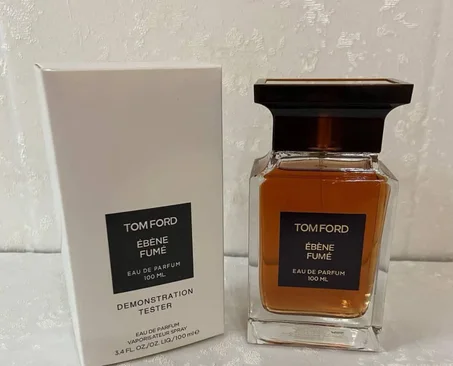 TOM FORD
ÉBÈNE
FUMÉ
EAU DE PARFUM
100 ML
DEMONSTRATION
TESTER
EAU DE PARFUM
VAPORISATEUR SPRAY
3.4 FL. OZ./OZ. LIQ./100 ml ℮
TOM FORD
ÉBÈNE
FUMÉ
EAU DE PARFUM
100 ML